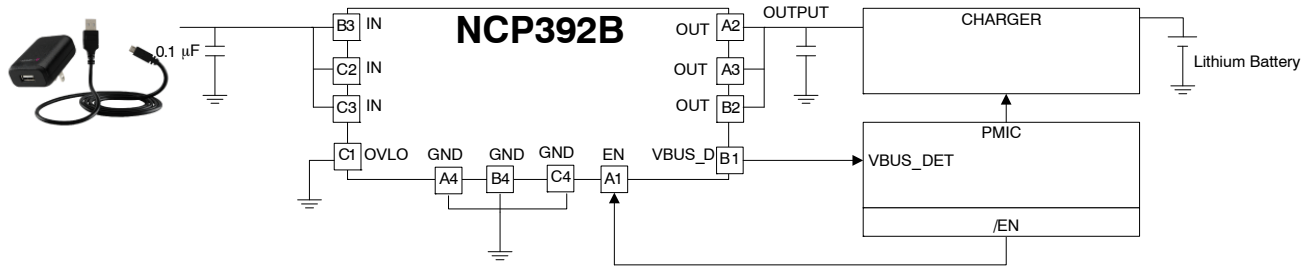 NCP392B
0.1 μF
B3 IN
C2 IN
C3 IN
C1 OVLO
GND
A4
GND
B4
GND
C4
EN
A1
OUT A2
OUT A3
OUT B2
VBUS_D B1
OUTPUT
CHARGER
Lithium Battery
PMIC
VBUS_DET
/EN